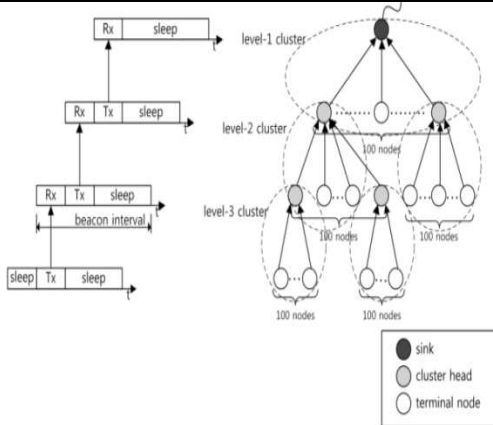 Rx sleep
t
level-1 cluster
Rx Tx sleep
t
level-2 cluster
100 nodes
Rx Tx sleep
t
beacon interval
level-3 cluster
100 nodes
100 nodes
sleep Tx sleep
t
100 nodes
100 nodes
sink
cluster head
terminal node